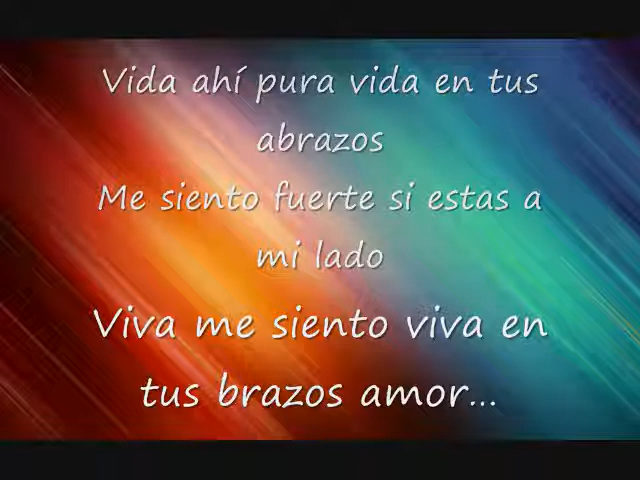 Vida ahí pura vida en tus
abrazos
Me siento fuerte si estas a
mi lado
Viva me siento viva en
tus brazos amor...